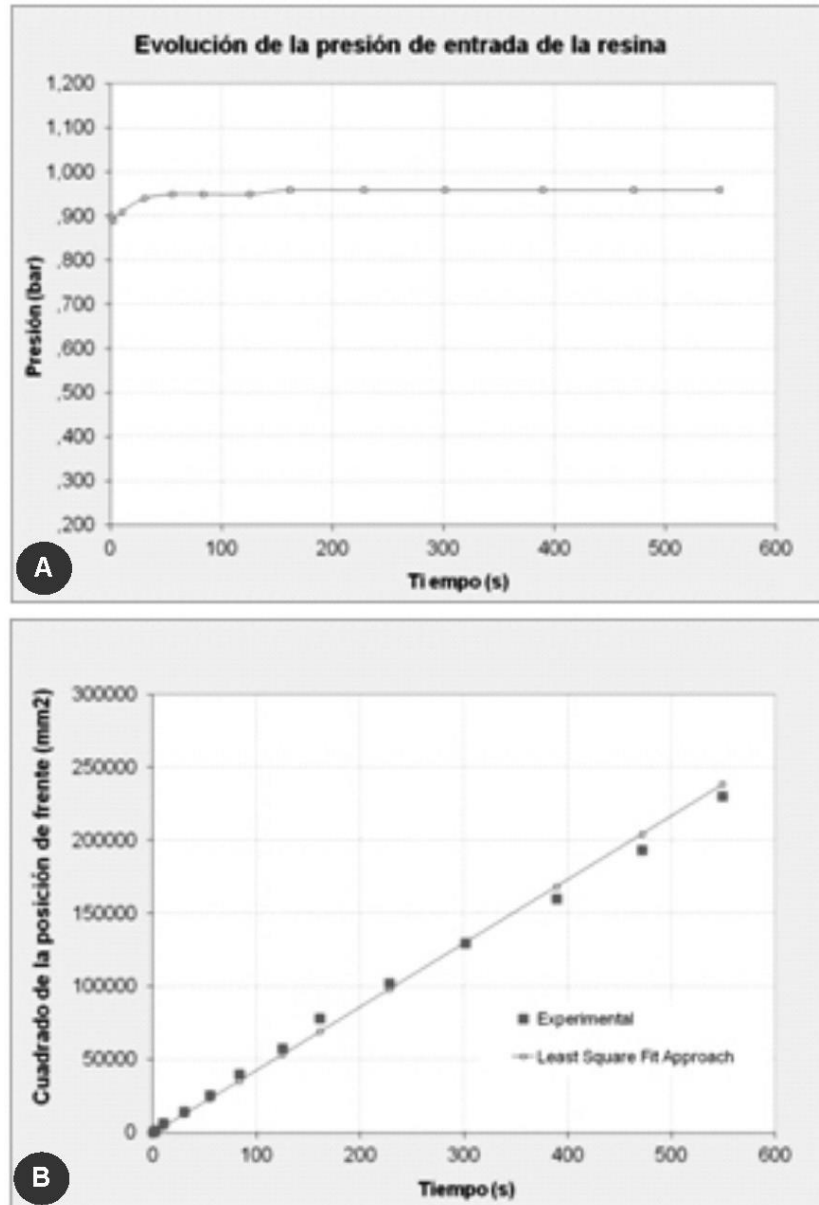 Evolución de la presión de entrada de la resina
Presión (bar)
1,200
1,100
1,000
,900
,800
,700
,600
,500
,400
,300
,200
0 100 200 300 400 500 600
Tiempo (s)
A
Cuadrado de la posición de frente (mm2)
300000
250000
200000
150000
100000
50000
0
Experimental
Least Square Fit Approach
0 100 200 300 400 500 600
Tiempo (s)
B